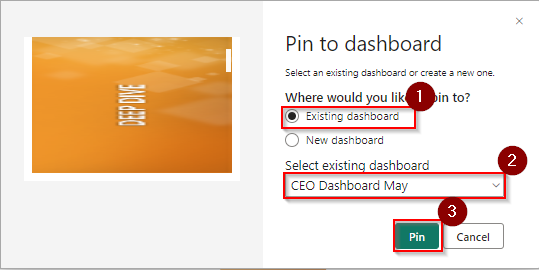 DEEP DIVE
Pin to dashboard
Select an existing dashboard or create a new one.
Where would you like pin to?
1
Existing dashboard
New dashboard
Select existing dashboard
2
CEO Dashboard May
3
Pin
Cancel